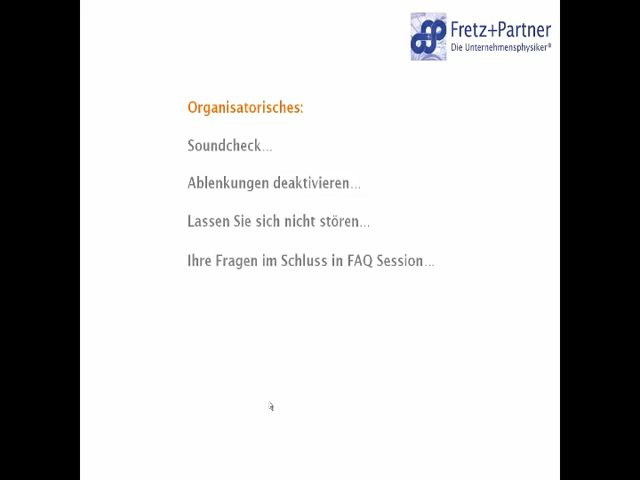 Fretz+Partner
Die Unternehmensphysiker®
Organisatorisches:
Soundcheck...
Ablenkungen deaktivieren...
Lassen Sie sich nicht stören...
Ihre Fragen im Schluss in FAQ Session...